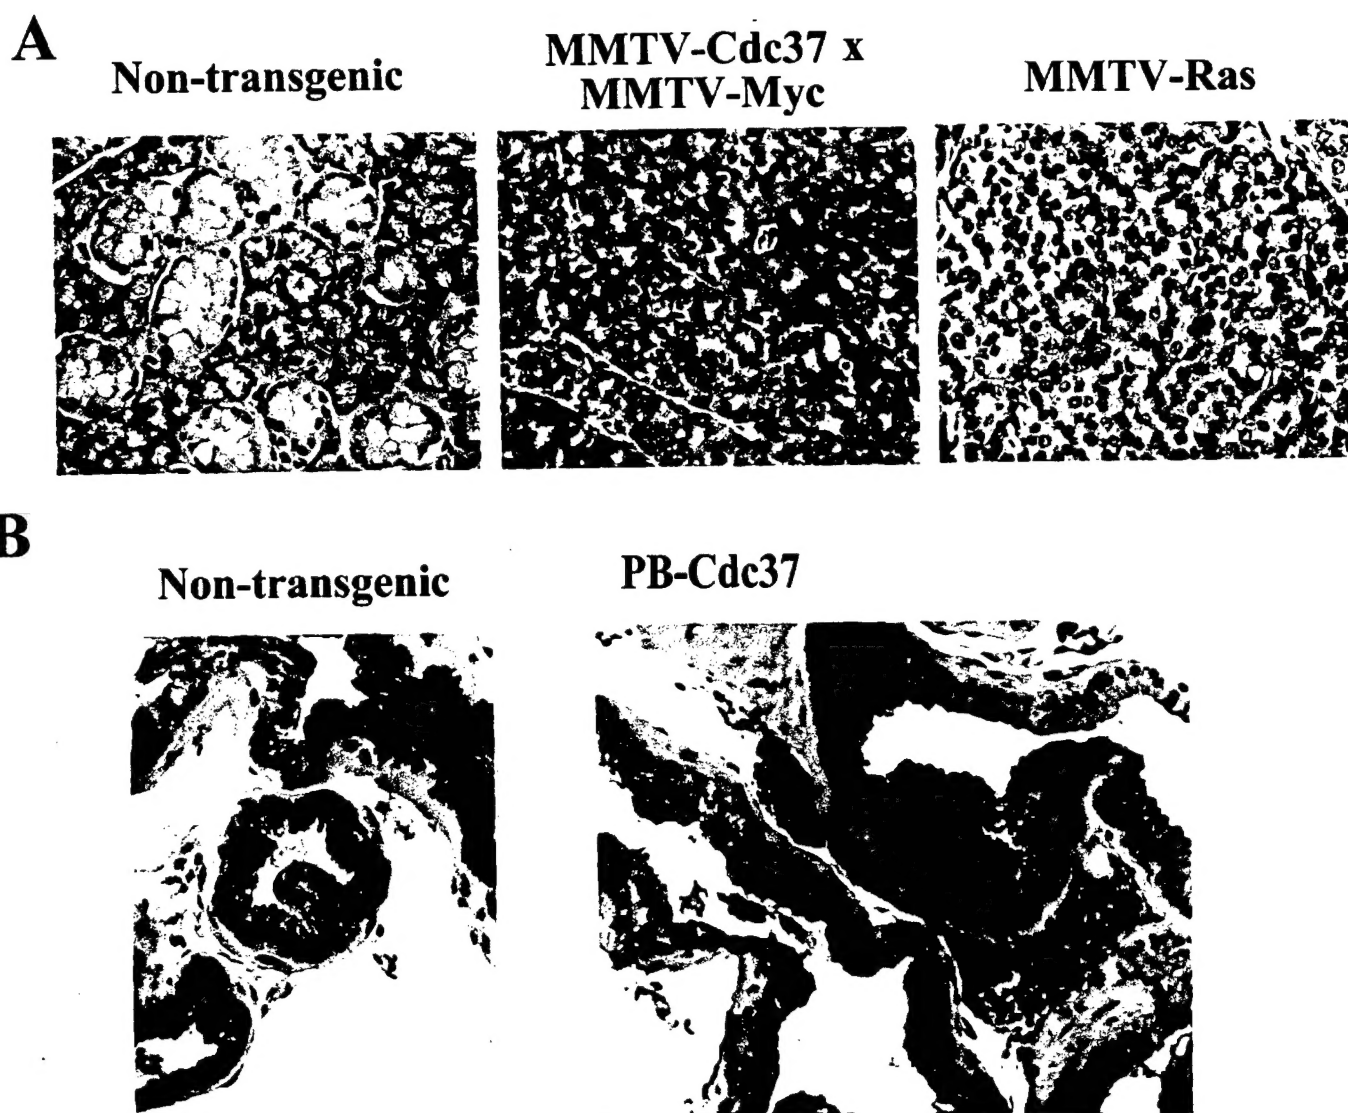 A
Non-transgenic
MMTV-Cdc37 x
MMTV-Myc
MMTV-Ras
B
Non-transgenic
PB-Cdc37